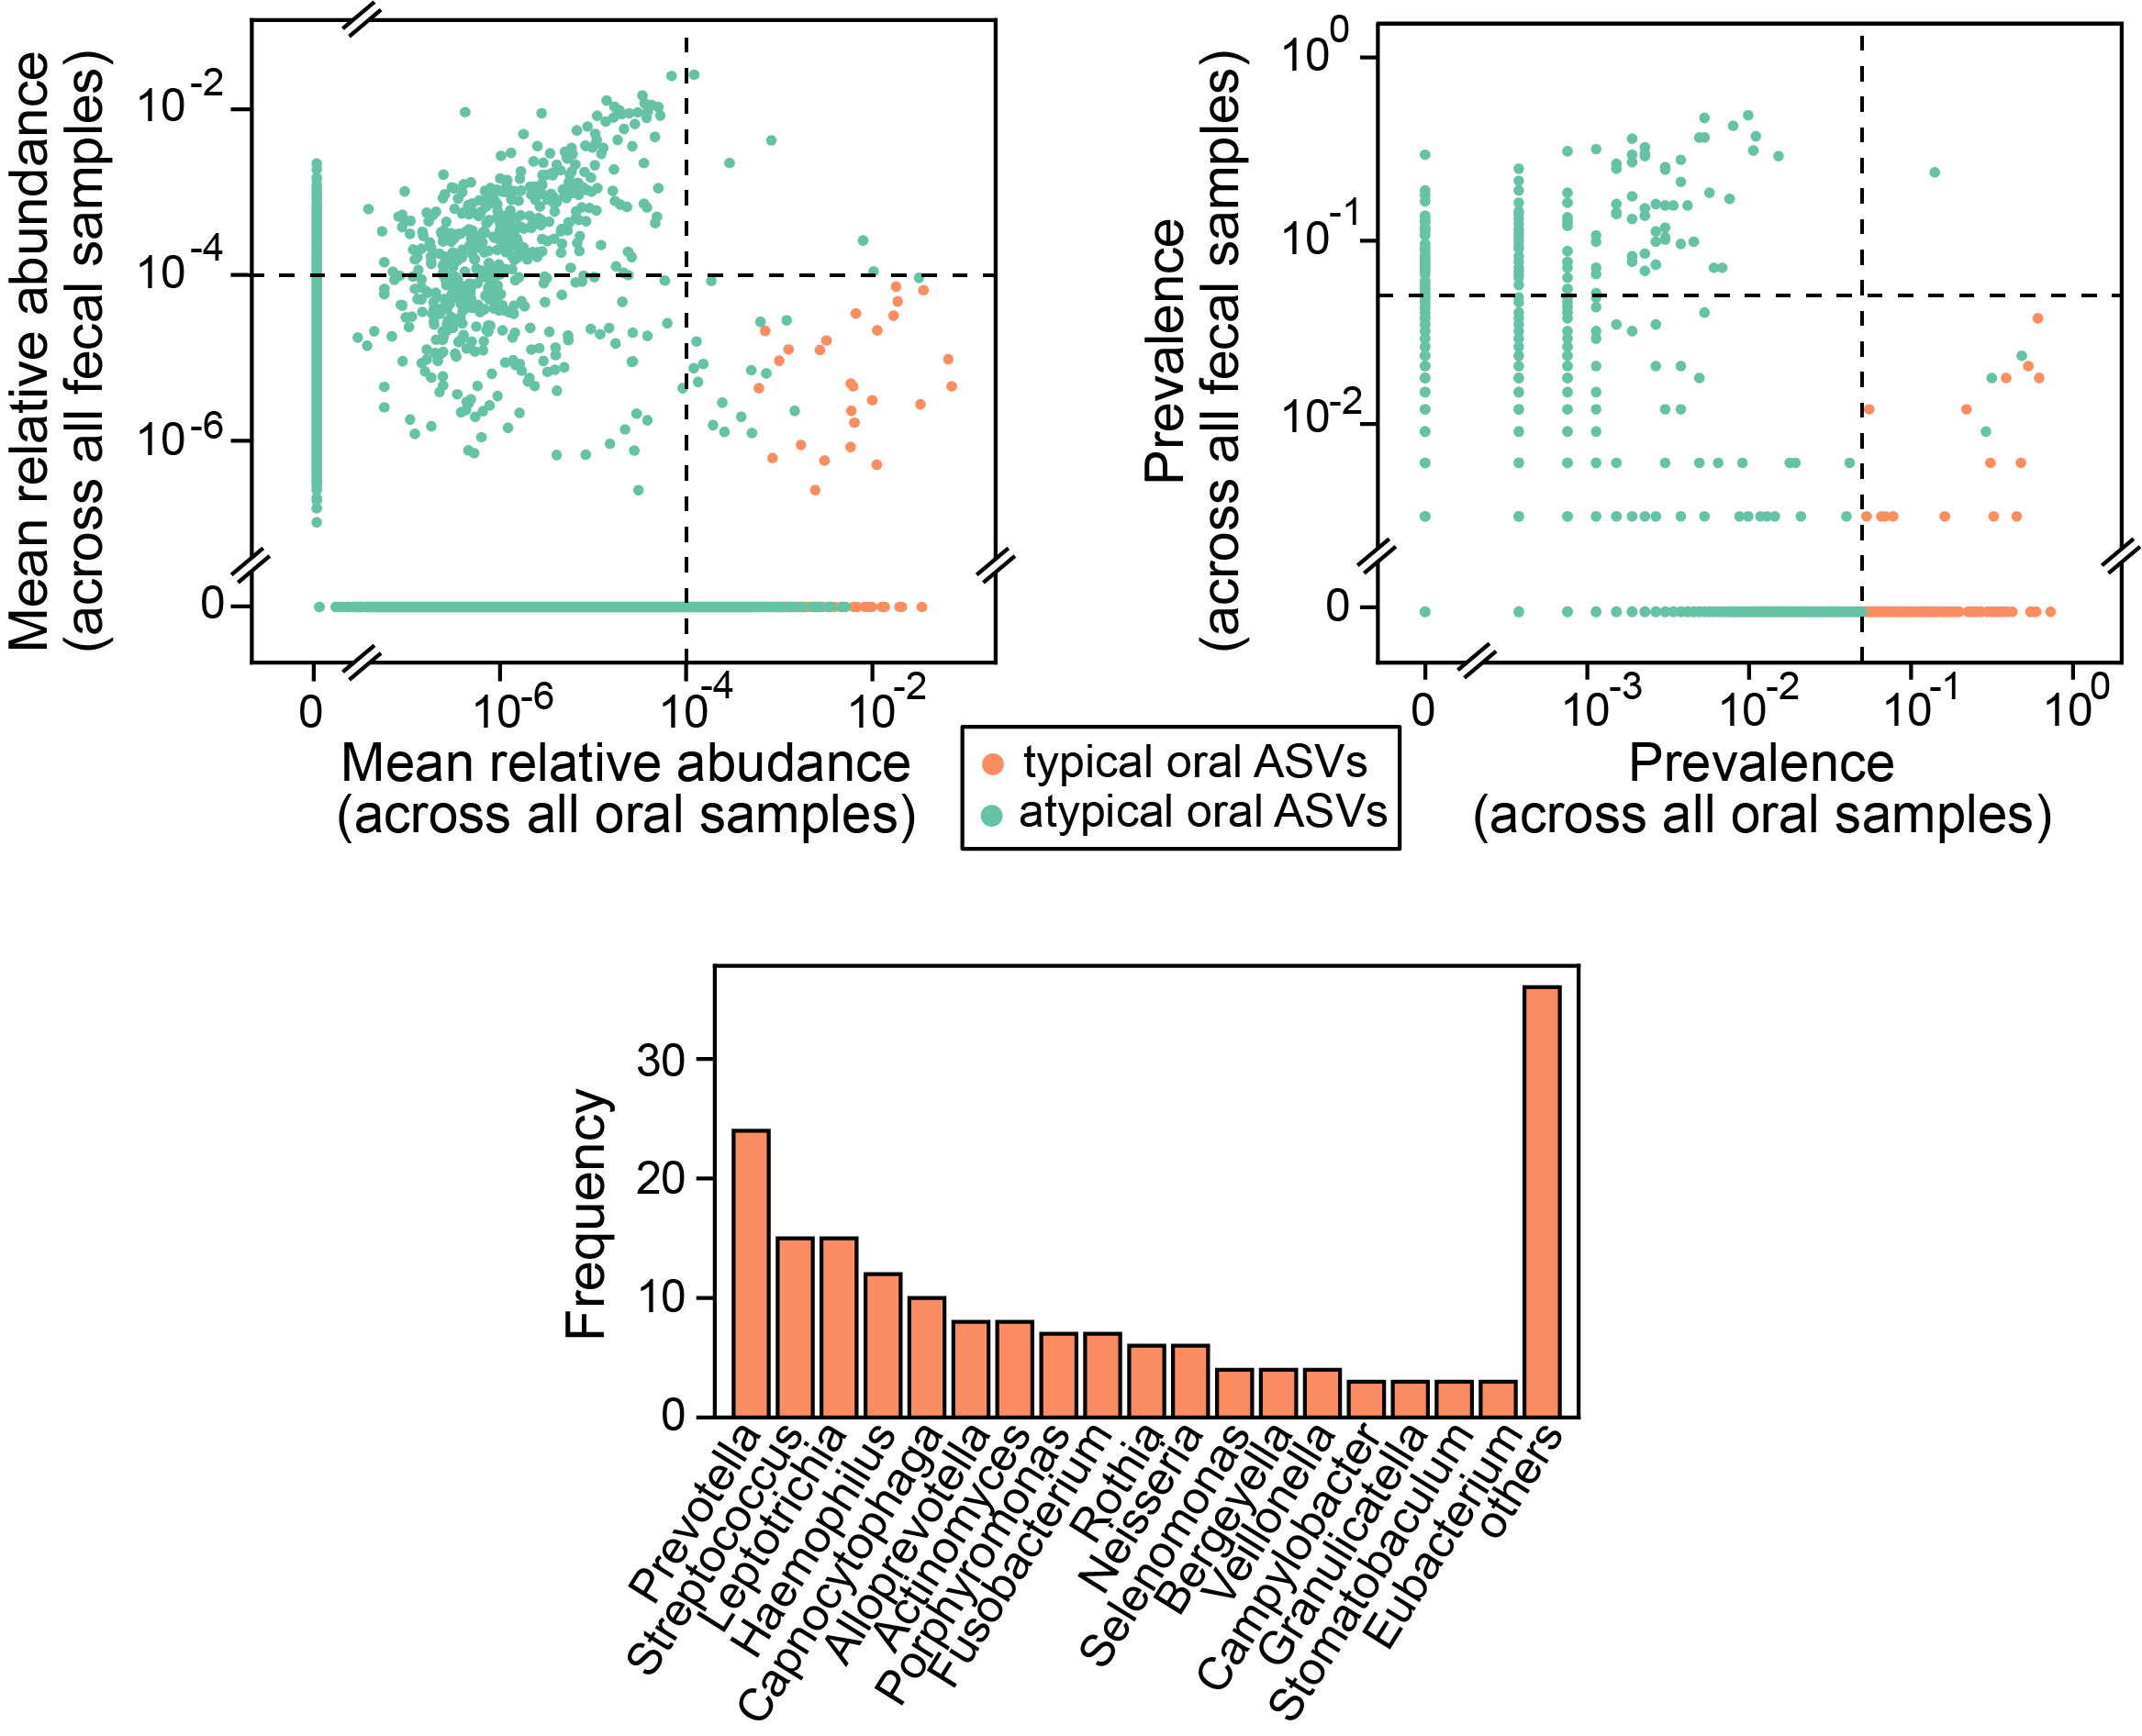 Mean relative abundance
(across all fecal samples)
10-2
10-4
10-6
0
0
10-6
10-4
10-2
Mean relative abudance
(across all oral samples)
Prevalence
(across all fecal samples)
100
10-1
10-2
0
0
10-3
10-2
10-1
100
Prevalence
(across all oral samples)
typical oral ASVs
atypical oral ASVs
Frequency
30
20
10
0
Prevotella
Streptococcus
Leptotrichia
Haemophilus
Capnocytophaga
Alloprevotella
Actinomyces
Porphyromonas
Fusobacterium
Rothia
Neisseria
Selenomonas
Bergeyella
Veillonella
Campylobacter
Granulicatella
Stomatobaculum
Eubacterium
others